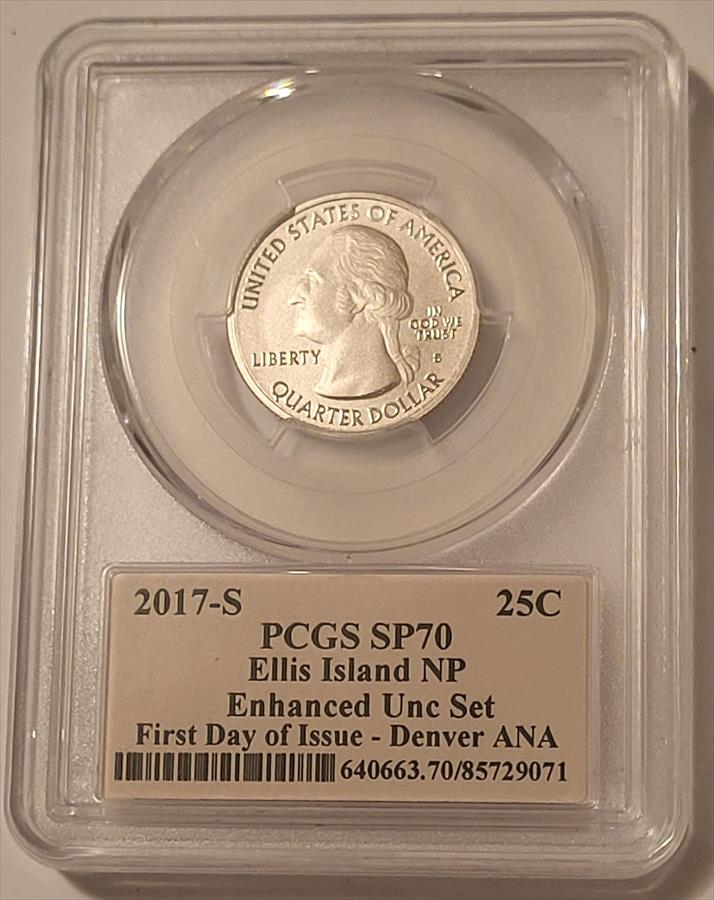 UNITED STATES OF AMERICA
LIBERTY
IN
GOD WE
TRUST
S
QUARTER DOLLAR
2017-S 25C
PCGS SP70
Ellis Island NP
Enhanced Unc Set
First Day of Issue - Denver ANA
640663.70/85729071